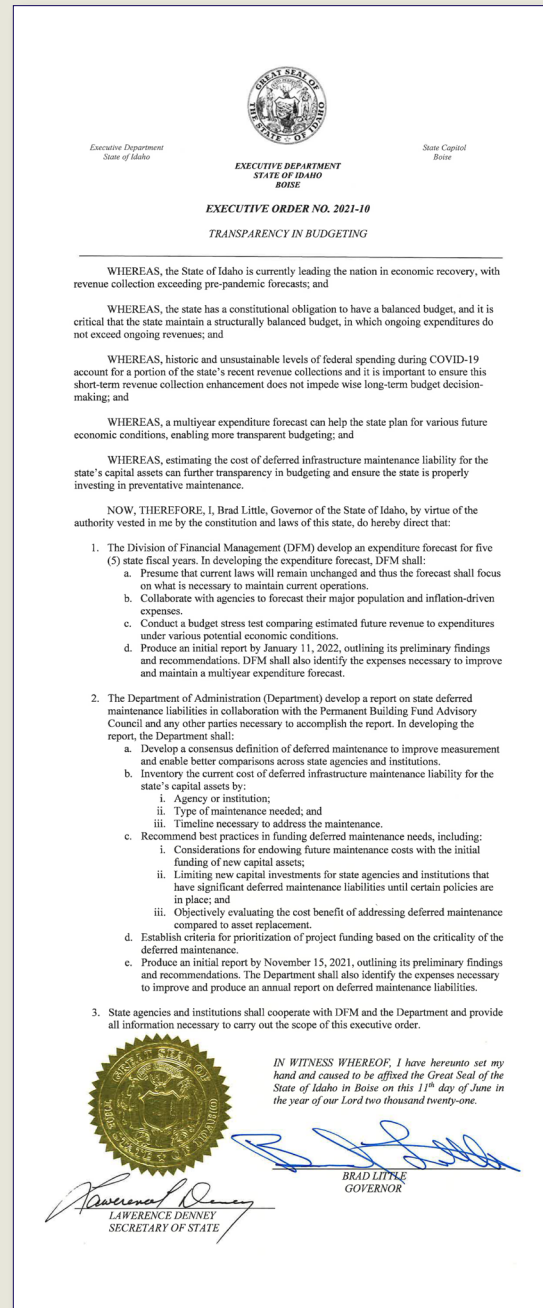 GREAT SEAL OF
THE STATE OF IDAHO
Executive Department
State of Idaho
State Capitol
Boise
EXECUTIVE DEPARTMENT
STATE OF IDAHO
BOISE
EXECUTIVE ORDER NO. 2021-10
TRANSPARENCY IN BUDGETING
WHEREAS, the State of Idaho is currently leading the nation in economic recovery, with
revenue collection exceeding pre-pandemic forecasts; and
WHEREAS, the state has a constitutional obligation to have a balanced budget, and it is
critical that the state maintain a structurally balanced budget, in which ongoing expenditures do
not exceed ongoing revenues; and
WHEREAS, historic and unsustainable levels of federal spending during COVID-19
account for a portion of the state's recent revenue collections and it is important to ensure this
short-term revenue collection enhancement does not impede wise long-term budget decision-
making; and
WHEREAS, a multiyear expenditure forecast can help the state plan for various future
economic conditions, enabling more transparent budgeting; and
WHEREAS, estimating the cost of deferred infrastructure maintenance liability for the
state's capital assets can further transparency in budgeting and ensure the state is properly
investing in preventative maintenance.
NOW, THEREFORE, I, Brad Little, Governor of the State of Idaho, by virtue of the
authority vested in me by the constitution and laws of this state, do hereby direct that:
1. The Division of Financial Management (DFM) develop an expenditure forecast for five
(5) state fiscal years. In developing the expenditure forecast, DFM shall:
a. Presume that current laws will remain unchanged and thus the forecast shall focus
on what is necessary to maintain current operations.
b. Collaborate with agencies to forecast their major population and inflation-driven
expenses.
c. Conduct a budget stress test comparing estimated future revenue to expenditures
under various potential economic conditions.
d. Produce an initial report by January 11, 2022, outlining its preliminary findings
and recommendations. DFM shall also identify the expenses necessary to improve
and maintain a multiyear expenditure forecast.
2. The Department of Administration (Department) develop a report on state deferred
maintenance liabilities in collaboration with the Permanent Building Fund Advisory
Council and any other parties necessary to accomplish the report. In developing the
report, the Department shall:
a. Develop a consensus definition of deferred maintenance to improve measurement
and enable better comparisons across state agencies and institutions.
b. Inventory the current cost of deferred infrastructure maintenance liability for the
state's capital assets by:
i. Agency or institution;
ii. Type of maintenance needed; and
iii. Timeline necessary to address the maintenance.
c. Recommend best practices in funding deferred maintenance needs, including:
i. Considerations for endowing future maintenance costs with the initial
funding of new capital assets;
ii. Limiting new capital investments for state agencies and institutions that
have significant deferred maintenance liabilities until certain policies are
in place; and
iii. Objectively evaluating the cost benefit of addressing deferred maintenance
compared to asset replacement.
d. Establish criteria for prioritization of project funding based on the criticality of the
deferred maintenance.
e. Produce an initial report by November 15, 2021, outlining its preliminary findings
and recommendations. The Department shall also identify the expenses necessary
to improve and produce an annual report on deferred maintenance liabilities.
3. State agencies and institutions shall cooperate with DFM and the Department and provide
all information necessary to carry out the scope of this executive order.
GREAT SEAL OF
THE STATE OF IDAHO
IN WITNESS WHEREOF, I have hereunto set my
hand and caused to be affixed the Great Seal of the
State of Idaho in Boise on this 11th day of June in
the year of our Lord two thousand twenty-one.
BRAD LITTLE
GOVERNOR
Lawerence Denney
LAWERENCE DENNEY
SECRETARY OF STATE